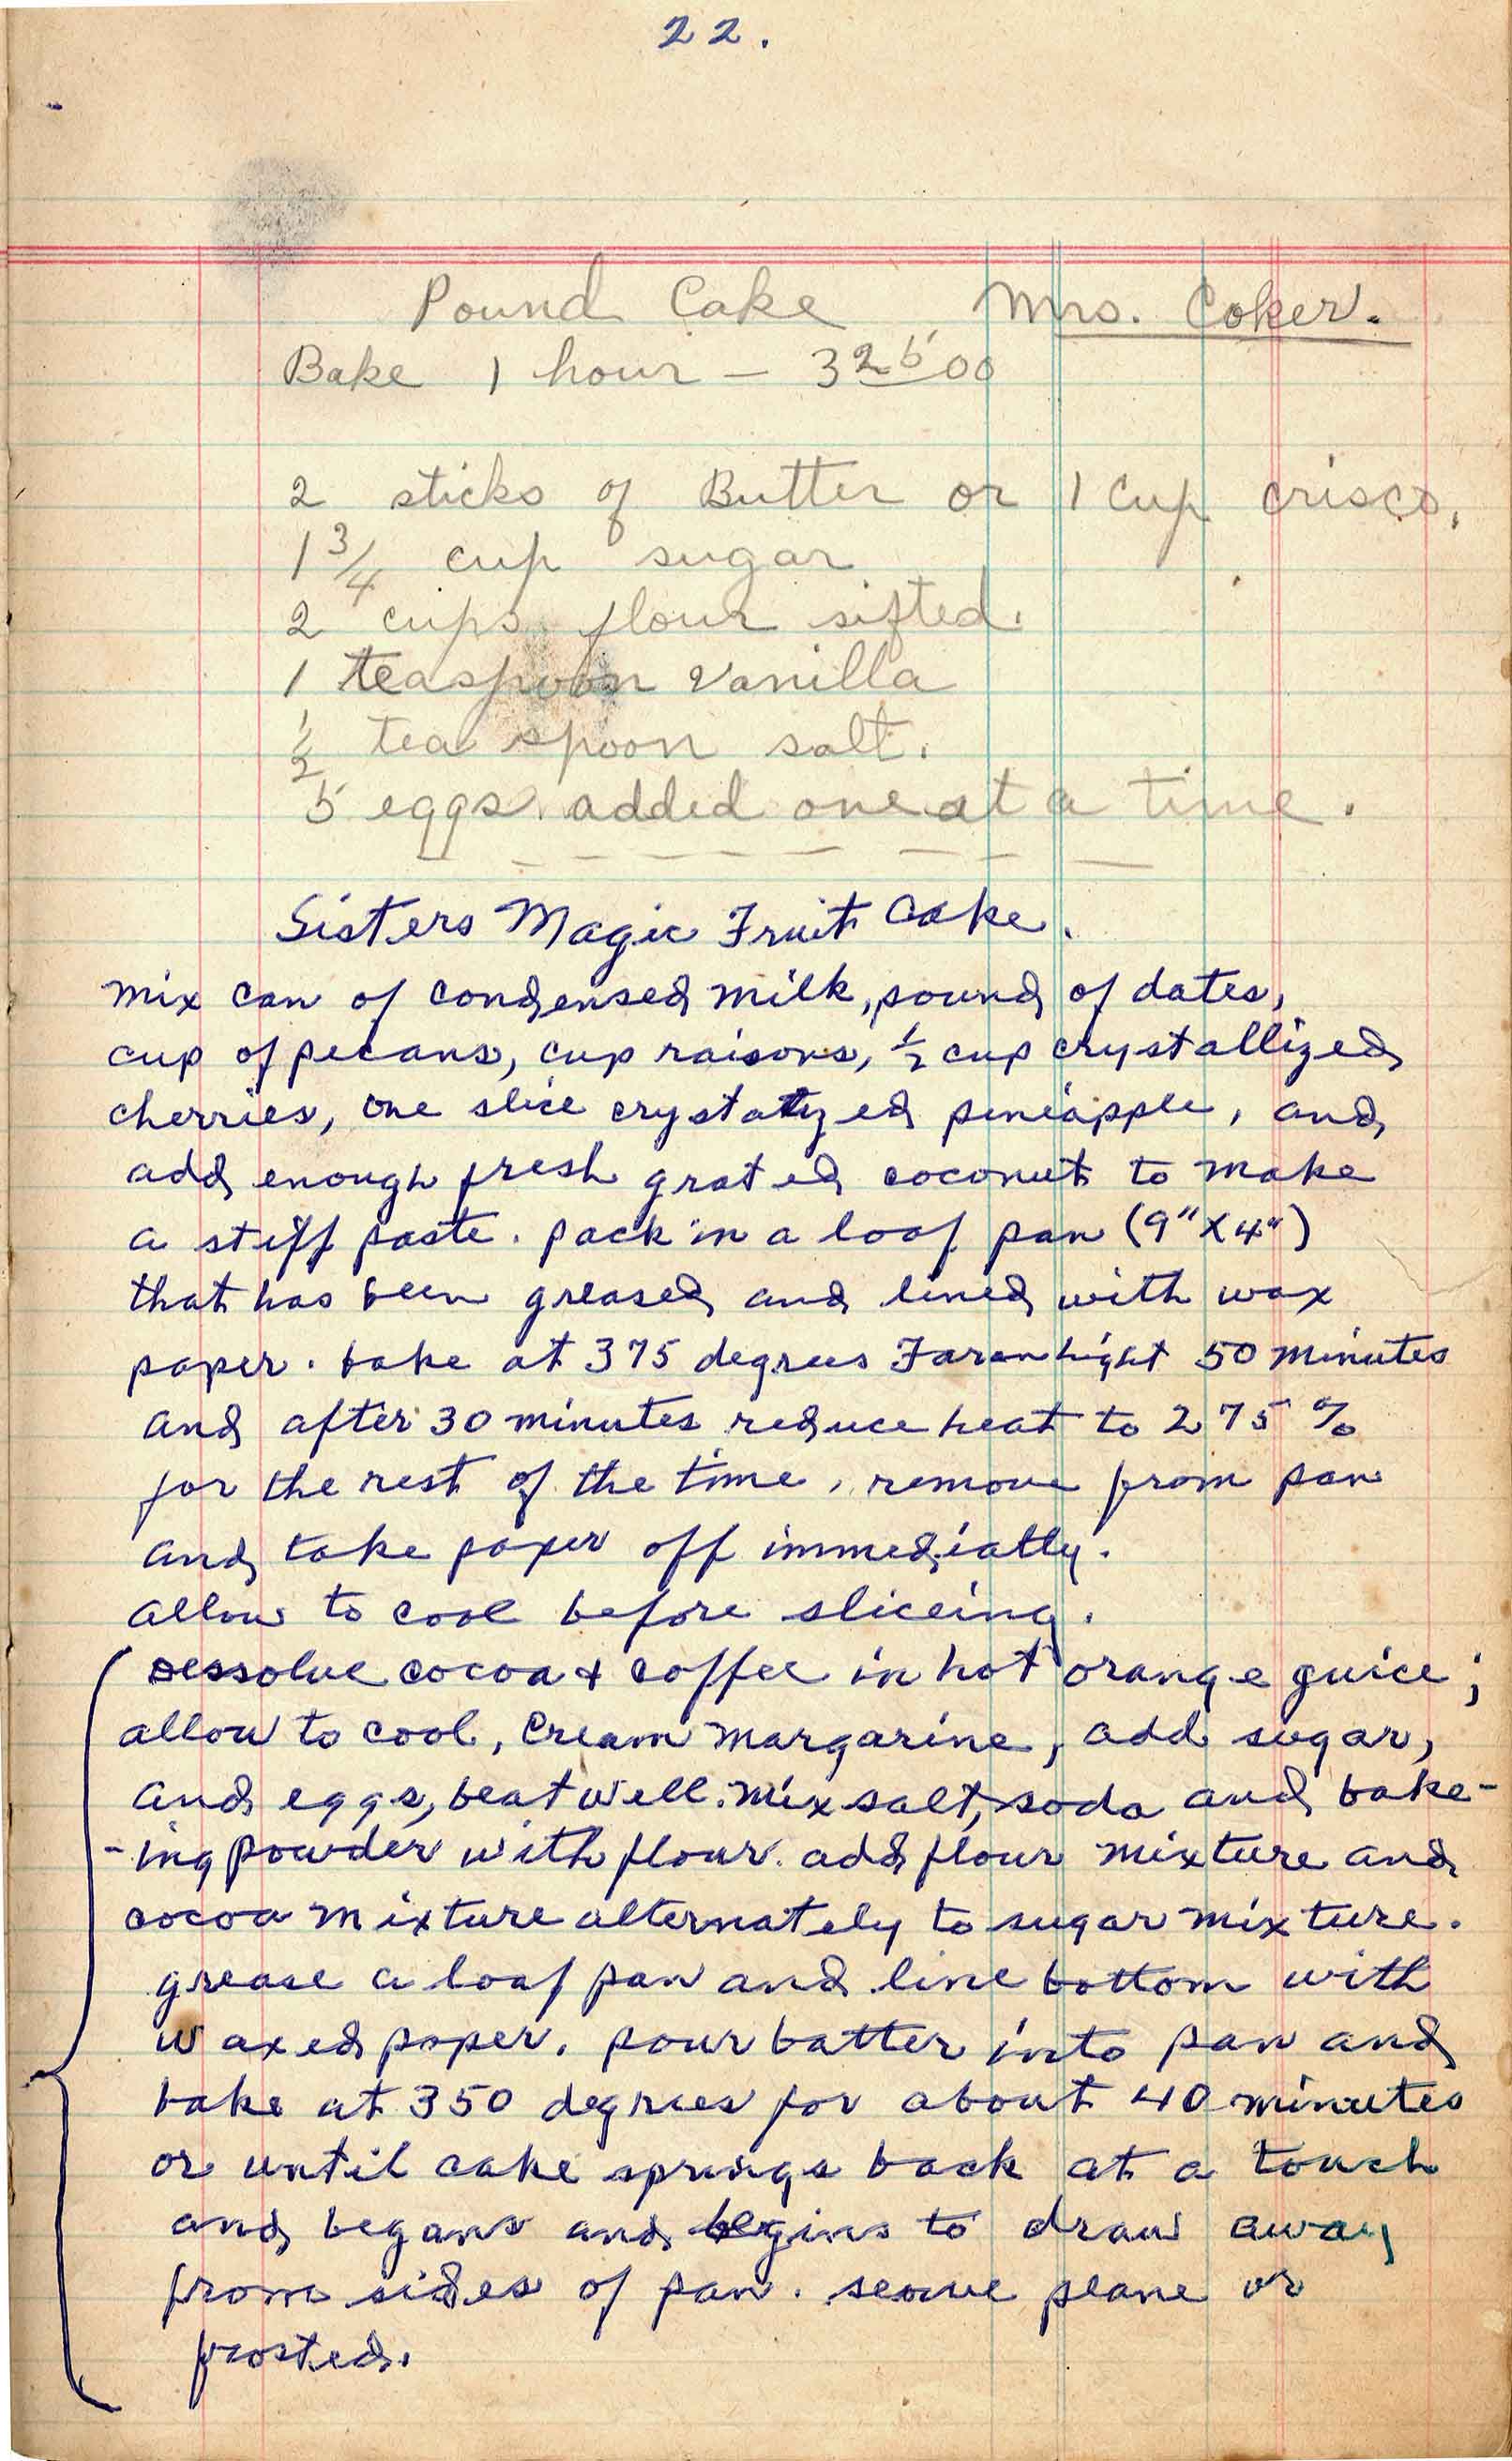 22.
Pound Cake Mrs. Coker.
Bake 1 hour — 32500
2 sticks of Butter or 1 Cup crisco,
1 3/4 cup sugar
2 cups flour sifted.
1 teaspoon vanilla
1/2 tea spoon salt.
5 eggs added one at a time.
Sisters Magic Fruit Cake.
mix can of condensed milk, pound of dates,
cup of pecans, cup raisons, 1/2 cup crystallized
cherries, one slice crystalyzed pineapple, and
add enough fresh grated coconut to make
a stiff paste. pack in a loaf pan (9" X 4")
that has been greased and lined with wax
paper. bake at 375 degrees Faranhight 50 minutes
and after 30 minutes reduce heat to 275 %
for the rest of the time, remove from pan
and take paper off immediatly.
allow to cool before sliceing.
Dessolve cocoa & coffee in hot orange guice;
allow to cool, Cream margarine, add sugar,
and eggs, beat well. mix salt, soda and bake-
-ing powder with flour. add flour mixture and
cocoa mixture alternately to sugar mixture.
grease a loaf pan and line bottom with
waxed paper. pour batter into pan and
bake at 350 degrees for about 40 minutes
or until cake springs back at a touch
and begans and begins to draw away
from sides of pan. searve plane or
frosted.